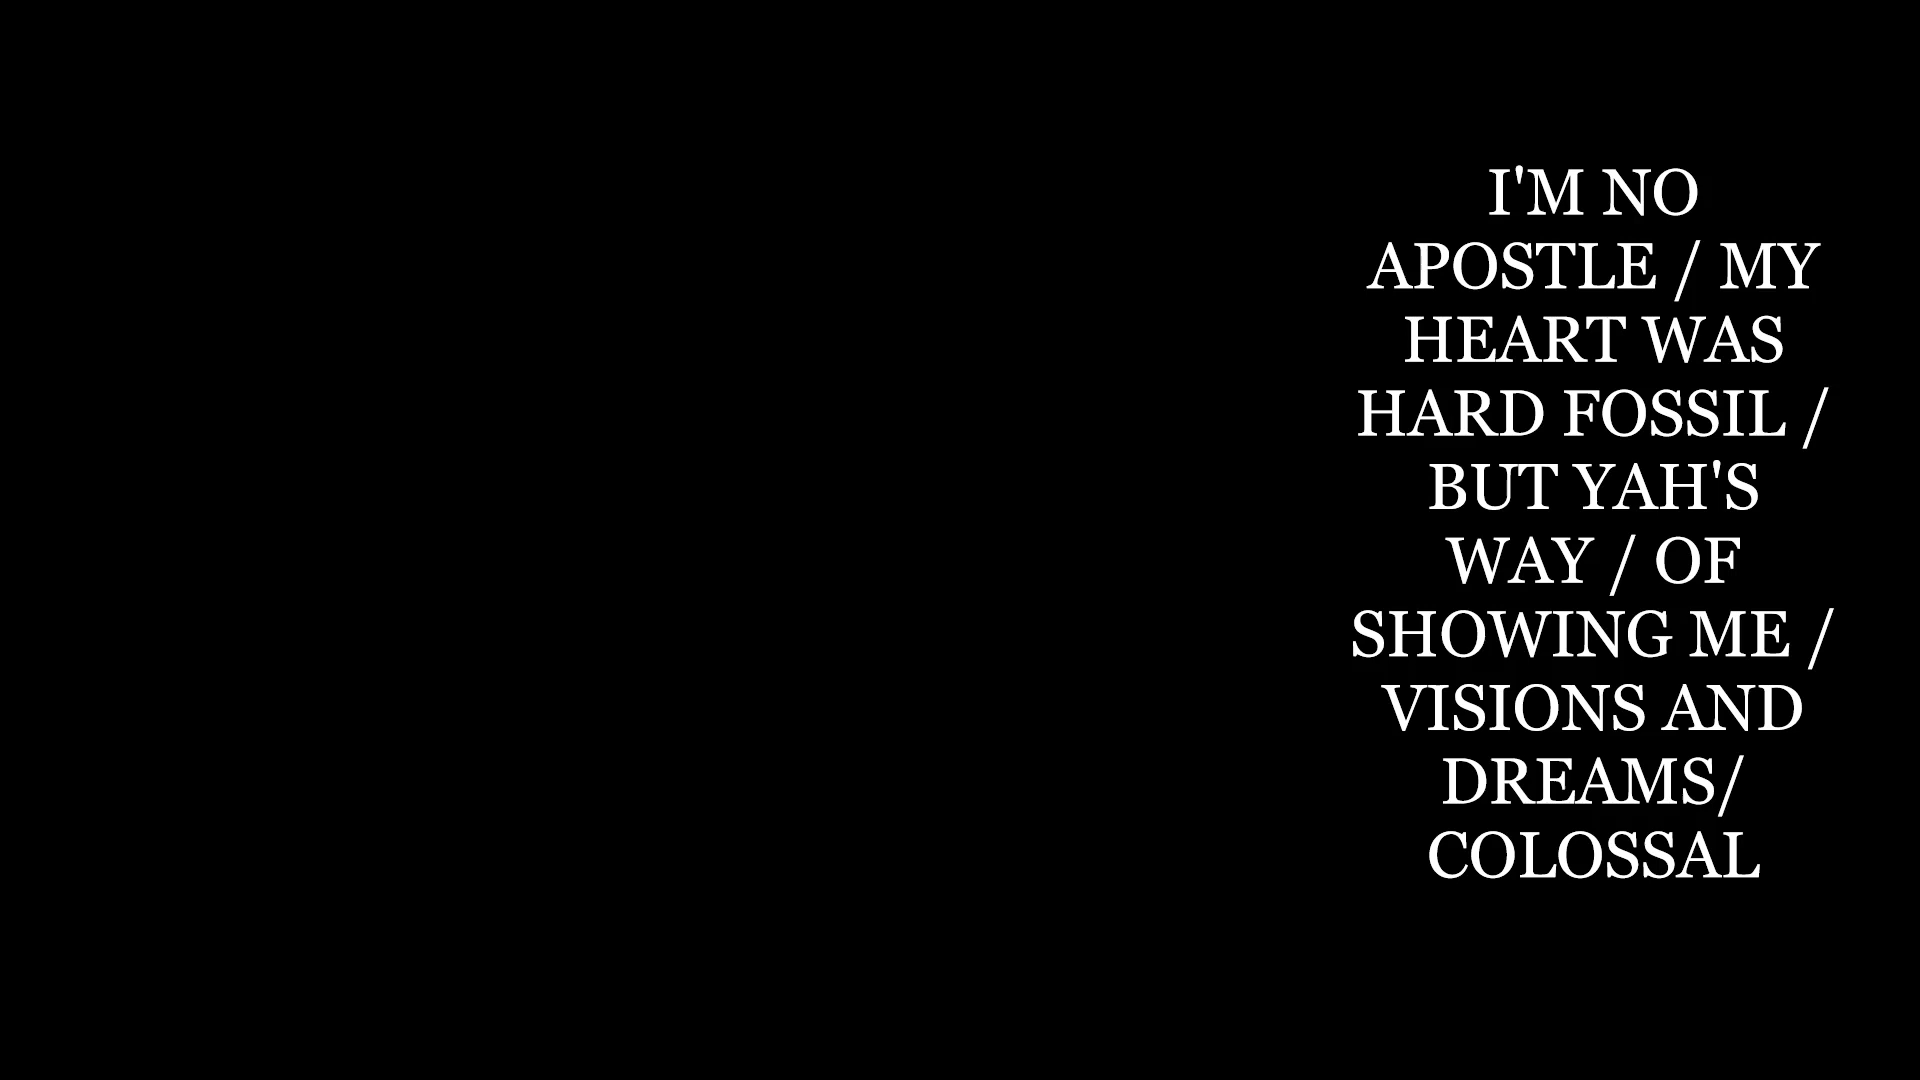 I'M NO
APOSTLE / MY
HEART WAS
HARD FOSSIL /
BUT YAH'S
WAY / OF
SHOWING ME /
VISIONS AND
DREAMS/
COLOSSAL